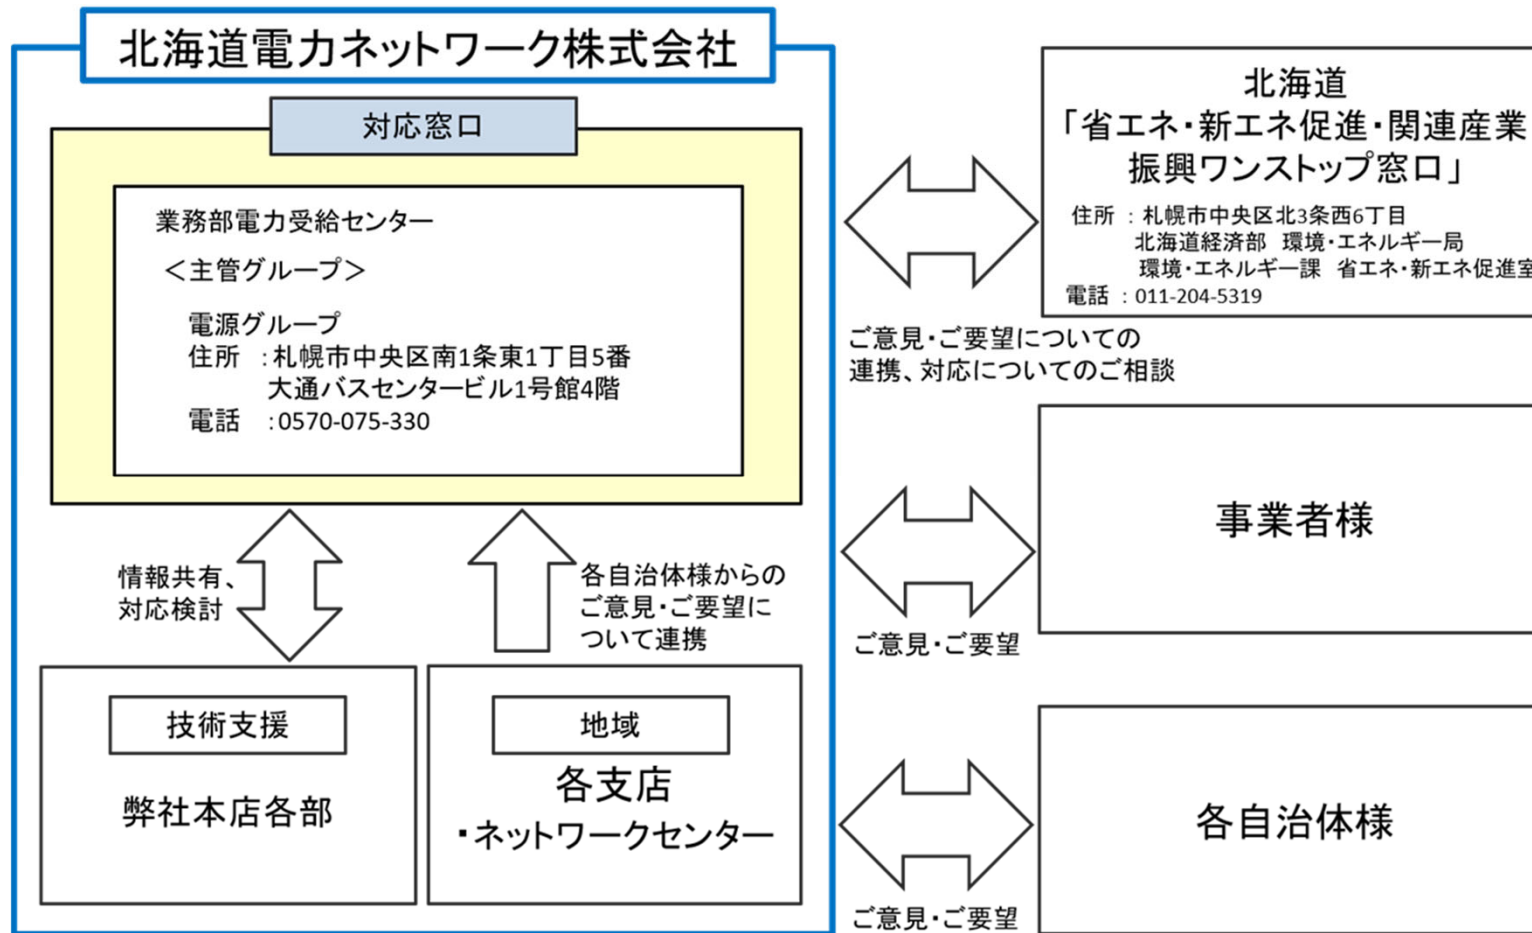 北海道電力ネットワーク株式会社
対応窓口
業務部電力受給センター
＜主管グループ＞
電源グループ
住所　：札幌市中央区南1条東1丁目5番
大通バスセンタービル1号館4階
電話　：0570-075-330
情報共有、
対応検討
各自治体様からの
ご意見・ご要望に
ついて連携
技術支援
弊社本店各部
地域
各支店
・ネットワークセンター
北海道
「省エネ・新エネ促進・関連産業
振興ワンストップ窓口」
住所　：札幌市中央区北3条西6丁目
北海道経済部　環境・エネルギー局
環境・エネルギー課　省エネ・新エネ促進室
電話　：011-204-5319
ご意見・ご要望についての
連携、対応についてのご相談
事業者様
ご意見・ご要望
各自治体様
ご意見・ご要望